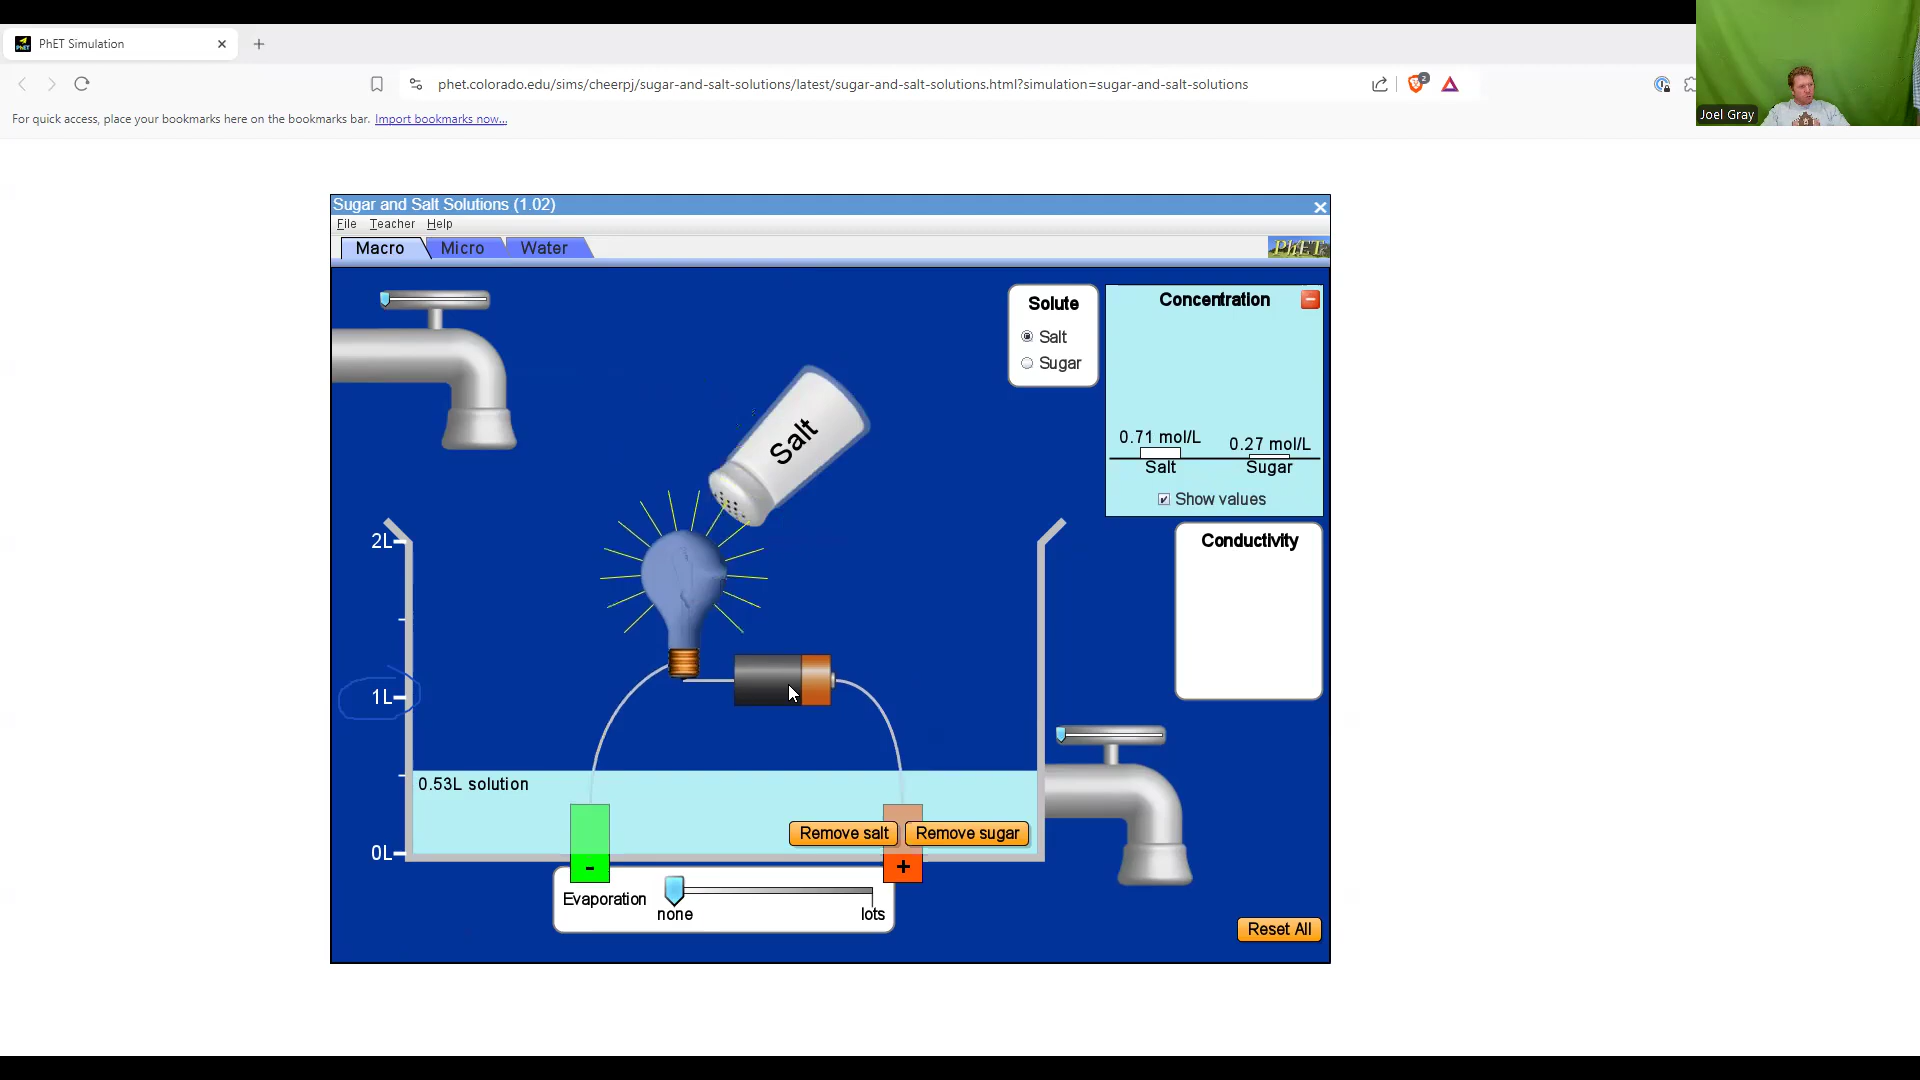 PhET Simulation
phet.colorado.edu/sims/cheerpj/sugar-and-salt-solutions/latest/sugar-and-salt-solutions.html?simulation=sugar-and-salt-solutions
2
For quick access, place your bookmarks here on the bookmarks bar. Import bookmarks now...
Joel Gray
Sugar and Salt Solutions (1.02)
File Teacher Help
Macro Micro Water
PhET
Solute
Salt
Sugar
Concentration
0.71 mol/L 0.27 mol/L
Salt Sugar
Show values
Salt
2L
Conductivity
1L
0.53L solution
Remove salt Remove sugar
0L
- +
Evaporation
none lots
Reset All